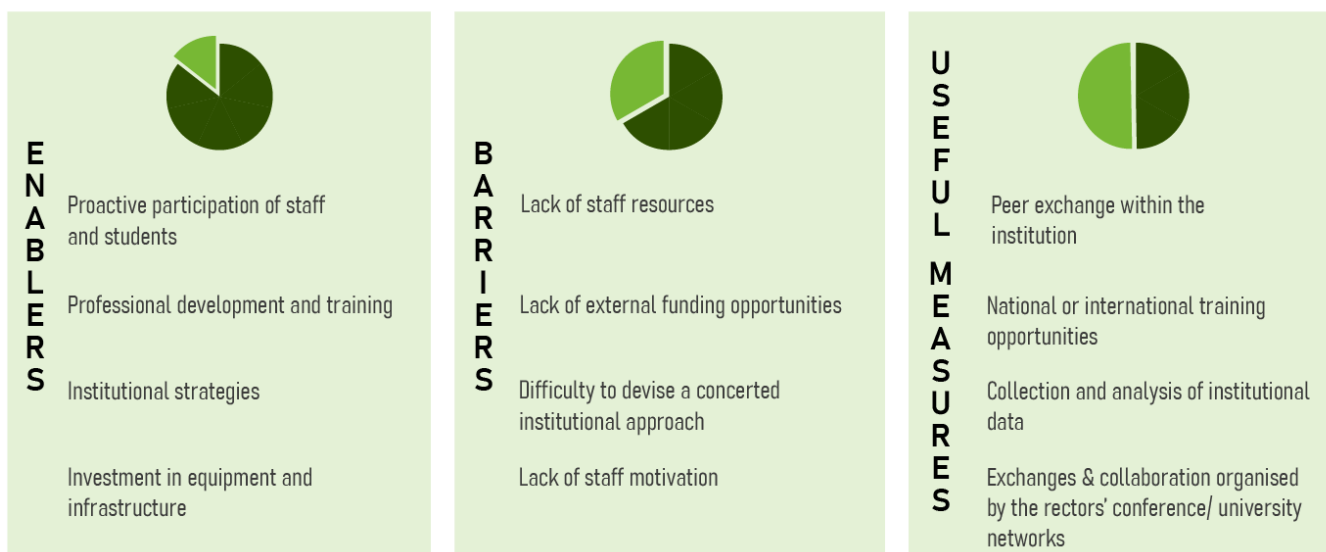 ENABLERS
Proactive participation of staff
and students
Professional development and training
Institutional strategies
Investment in equipment and
infrastructure
BARRIERS
Lack of staff resources
Lack of external funding opportunities
Difficulty to devise a concerted
institutional approach
Lack of staff motivation
USEFUL MEASURES
Peer exchange within the
institution
National or international training
opportunities
Collection and analysis of institutional
data
Exchanges & collaboration organised
by the rectors' conference/ university
networks